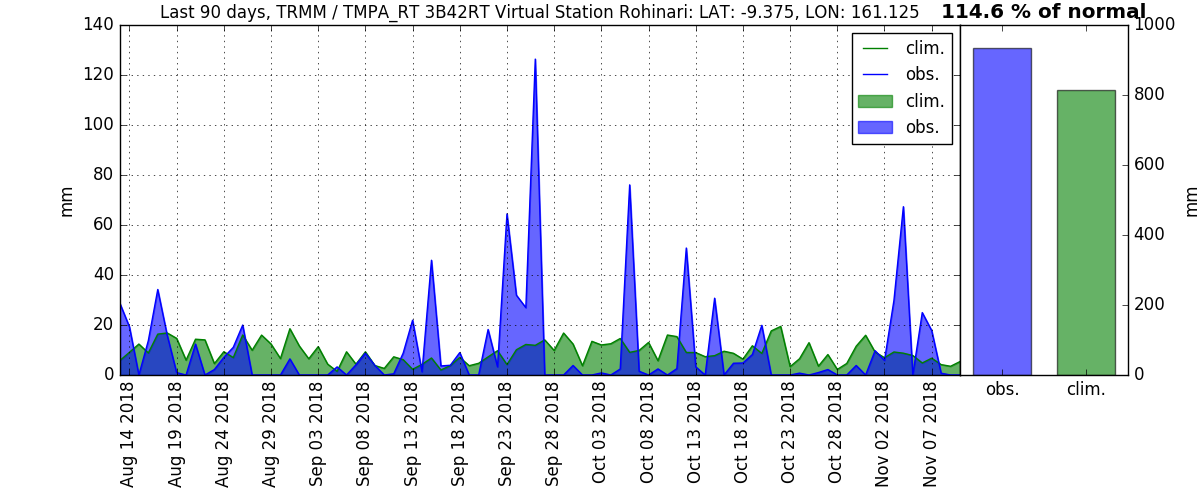 Last 90 days, TRMM / TMPA_RT 3B42RT Virtual Station Rohinari: LAT: -9.375, LON: 161.125
114.6 % of normal
140
120
100
80
60
40
20
0
mm
clim.
obs.
clim.
obs.
Aug 14 2018
Aug 19 2018
Aug 24 2018
Aug 29 2018
Sep 03 2018
Sep 08 2018
Sep 13 2018
Sep 18 2018
Sep 23 2018
Sep 28 2018
Oct 03 2018
Oct 08 2018
Oct 13 2018
Oct 18 2018
Oct 23 2018
Oct 28 2018
Nov 02 2018
Nov 07 2018
1000
800
600
400
200
0
mm
obs.
clim.